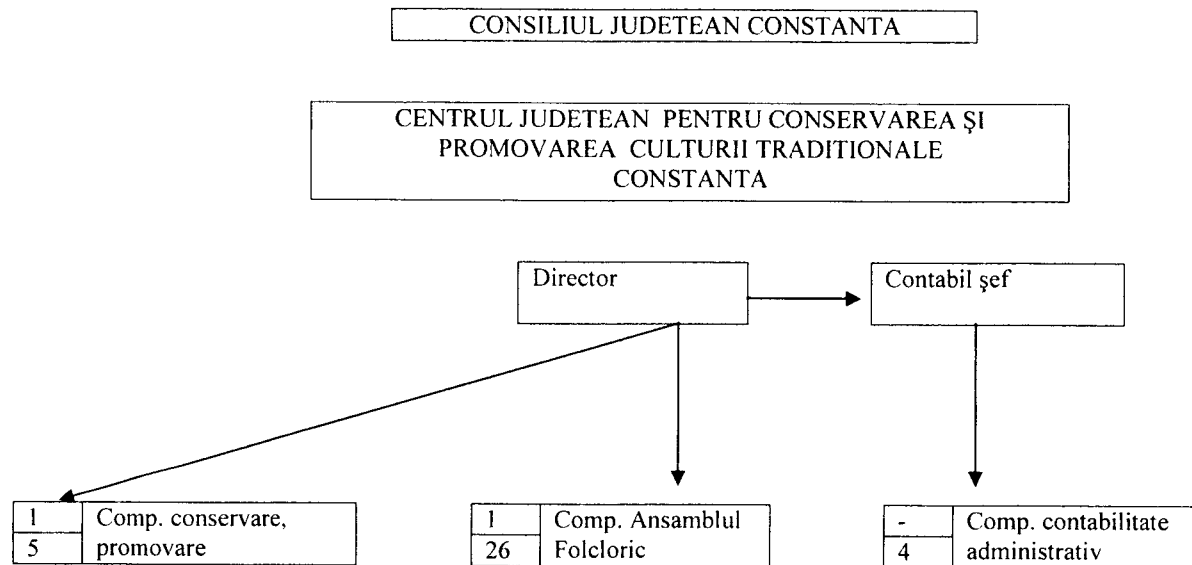 CONSILIUL JUDETEAN CONSTANTA
CENTRUL JUDETEAN PENTRU CONSERVAREA ŞI
PROMOVAREA CULTURII TRADITIONALE
CONSTANTA
Director
Contabil şef
1
Comp. conservare,
5
promovare
1
Comp. Ansamblul
26
Folcloric
-
Comp. contabilitate
4
administrativ